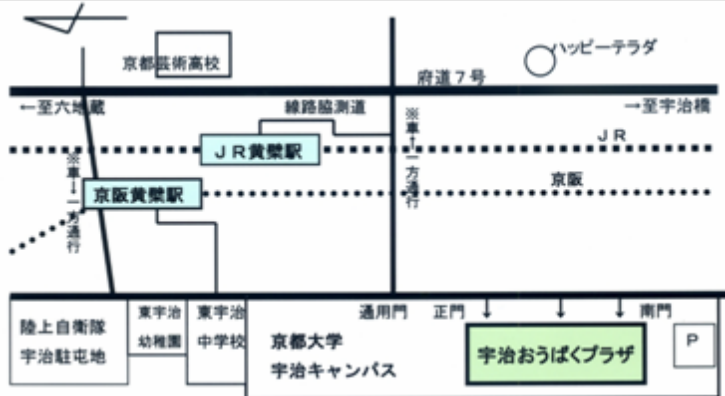 京都芸術高校
ハッピーテラダ
府道7号
←至六地蔵
線路脇測道
→至宇治橋
※車↑一方通行
JR
JR黄檗駅
※車↓一方通行
京阪黄檗駅
京阪
陸上自衛隊
宇治駐屯地
東宇治
幼稚園
東宇治
中学校
通用門
正門
南門
京都大学
宇治キャンパス
宇治おうばくプラザ
P